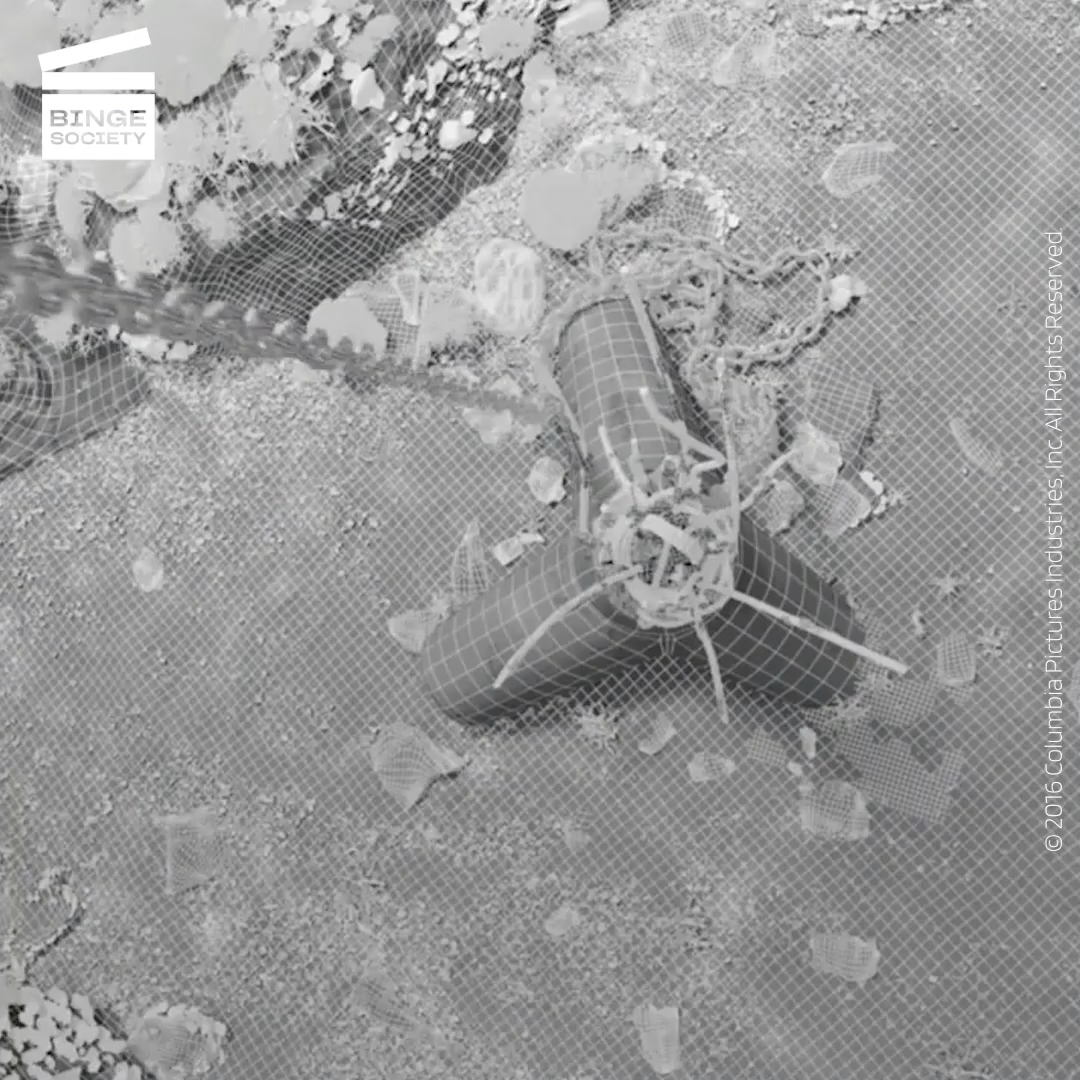 BINGE
SOCIETY
©2016 Columbia Pictures Industries, Inc. All Rights Reserved.